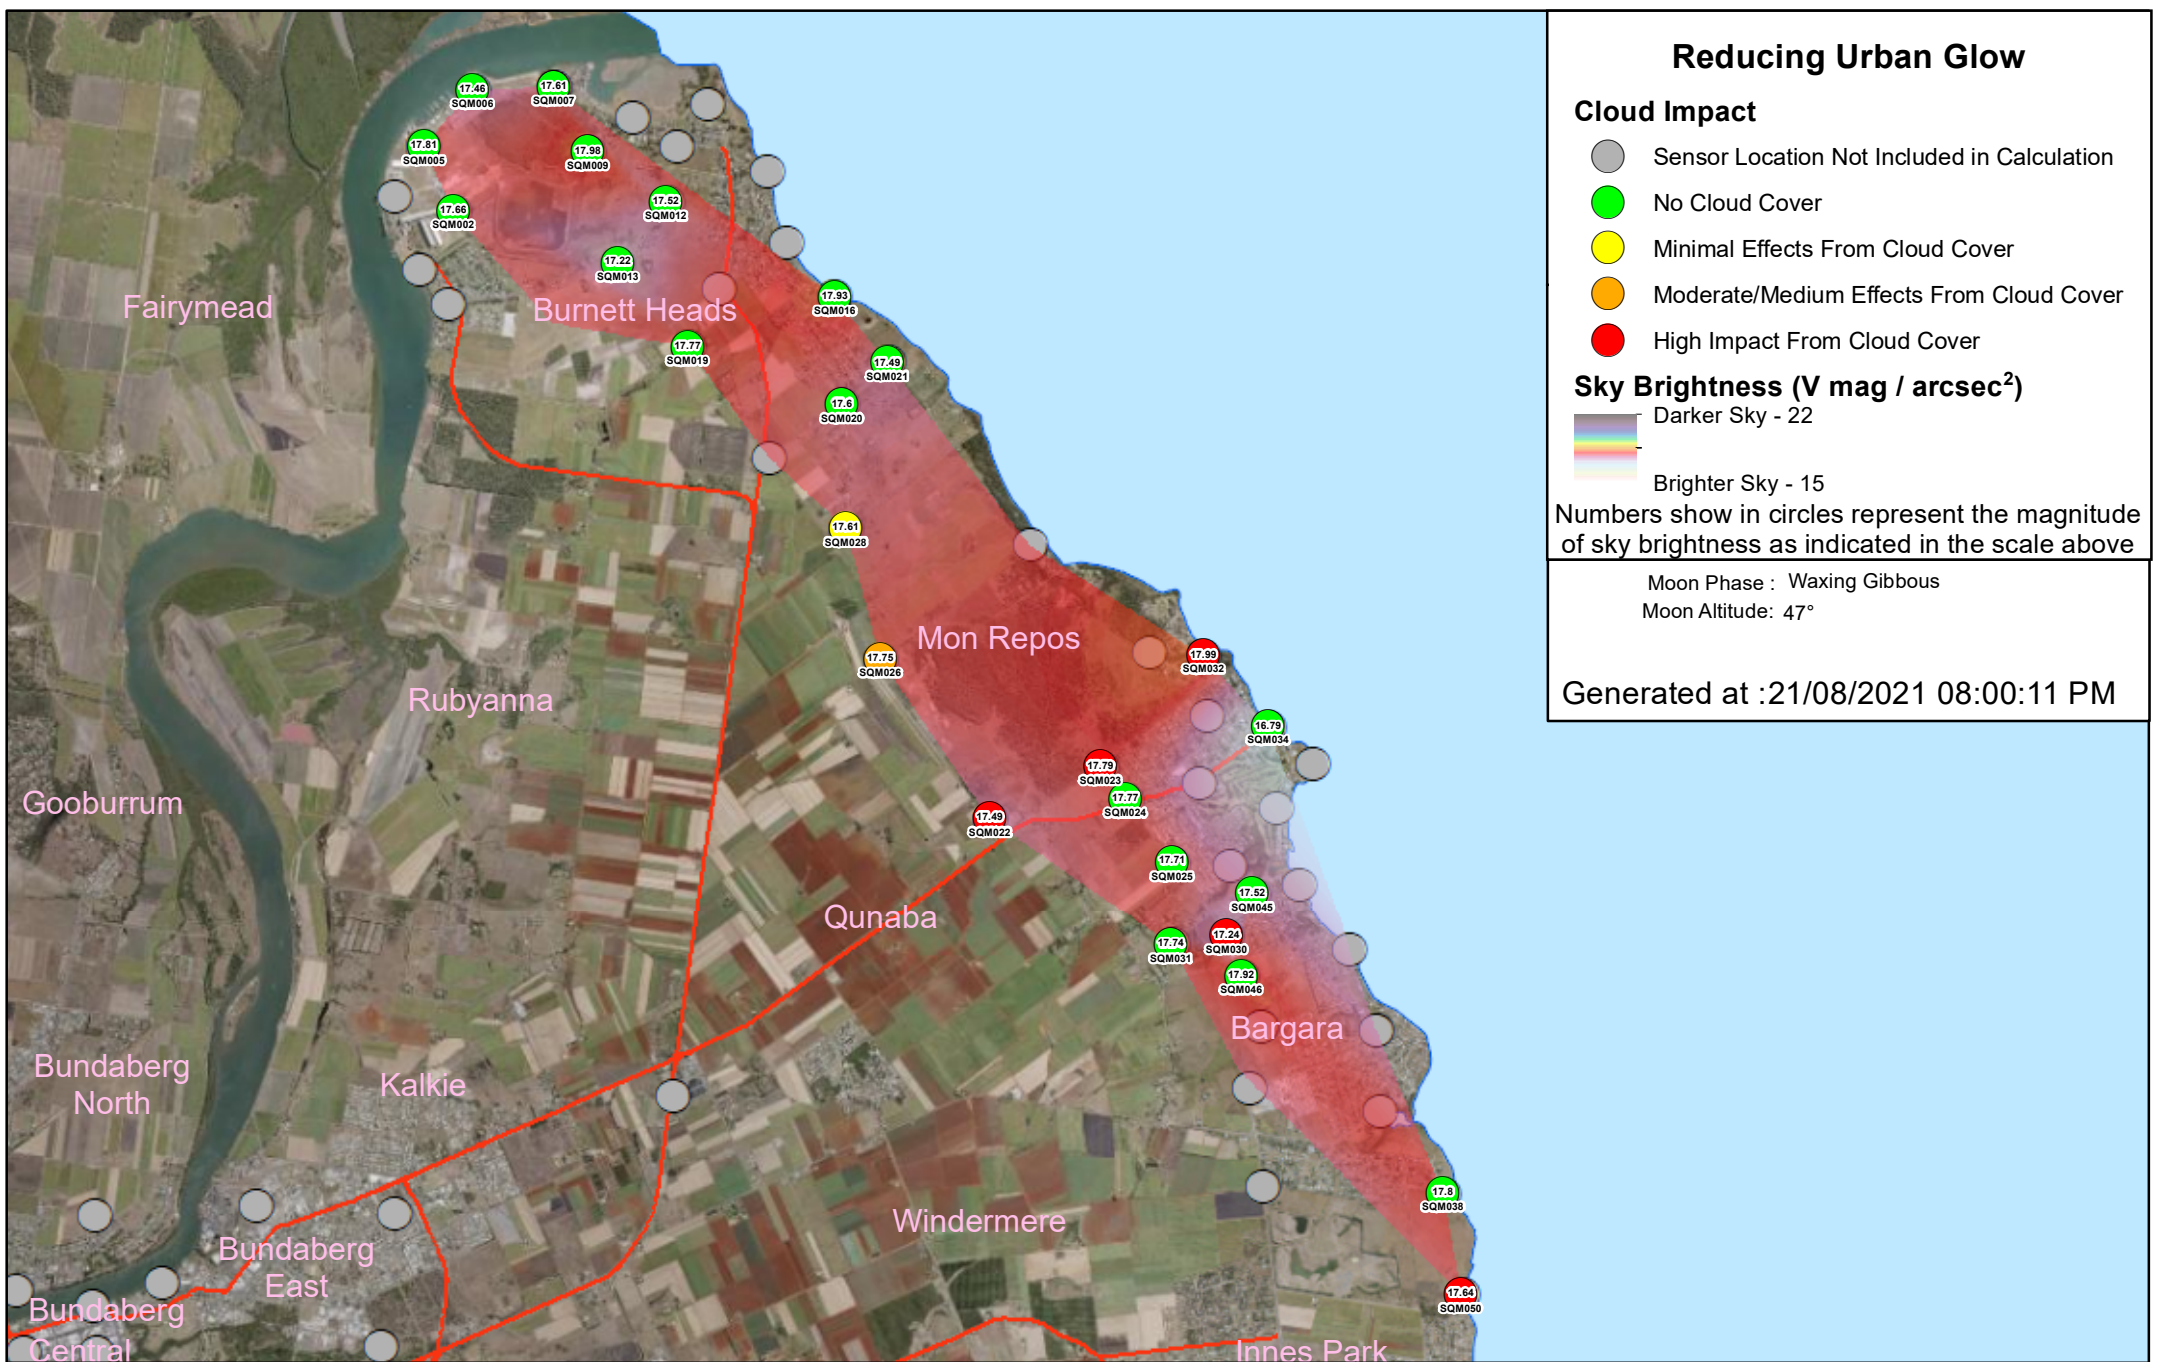 Reducing Urban Glow
Cloud Impact
Sensor Location Not Included in Calculation
No Cloud Cover
Minimal Effects From Cloud Cover
Moderate/Medium Effects From Cloud Cover
High Impact From Cloud Cover
Sky Brightness (V mag / arcsec²)
Darker Sky - 22
Brighter Sky - 15
Numbers show in circles represent the magnitude
of sky brightness as indicated in the scale above
Moon Phase : Waxing Gibbous
Moon Altitude: 47°
Generated at :21/08/2021 08:00:11 PM
17.46
SQM006
17.61
SQM007
17.81
SQM005
17.98
SQM009
17.66
SQM002
17.52
SQM012
17.22
SQM013
Fairymead
Burnett Heads
17.93
SQM016
17.77
SQM019
17.49
SQM021
17.6
SQM020
17.61
SQM028
Mon Repos
17.75
SQM026
17.99
SQM032
Rubyanna
16.79
SQM034
17.79
SQM023
17.77
SQM024
Gooburrum
17.49
SQM022
17.71
SQM025
17.52
SQM045
Qunaba
17.24
SQM030
17.74
SQM031
17.92
SQM046
Bargara
Bundaberg
North
Kalkie
17.8
SQM038
Windermere
Bundaberg
East
17.64
SQM050
Bundaberg
Central
Innes Park